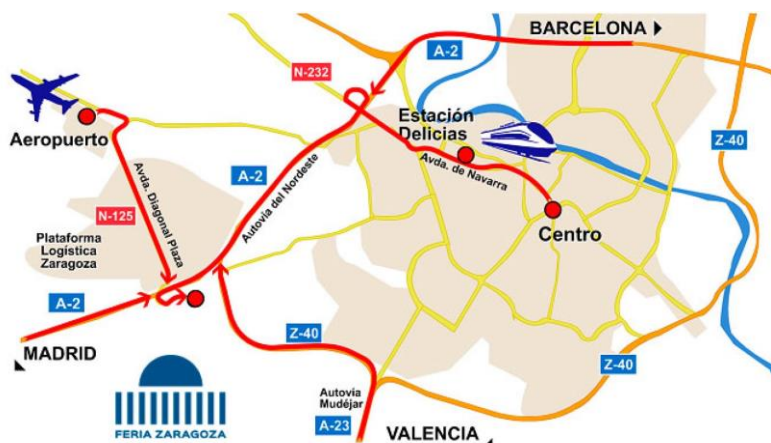 BARCELONA
A-2
N-232
Aeropuerto
Estación
Delicias
Z-40
A-2
Autovía del Nordeste
Avda. de Navarra
Avda. Diagonal Plaza
N-125
Centro
Plataforma
Logística
Zaragoza
A-2
MADRID
Z-40
Z-40
Autovía
Mudéjar
A-23
VALENCIA
FERIA ZARAGOZA